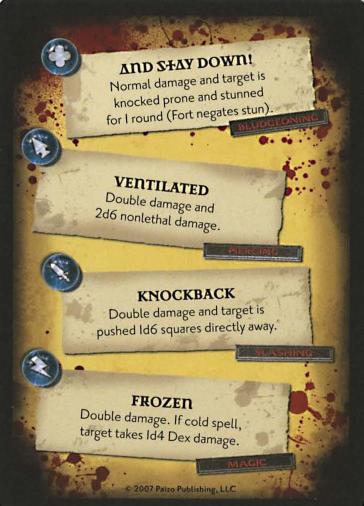 AND STAY DOWN!
Normal damage and target is
knocked prone and stunned
for 1 round (Fort negates stun).
BLUDGEONING
VENTILATED
Double damage and
2d6 nonlethal damage.
PIERCING
KNOCKBACK
Double damage and target is
pushed 1d6 squares directly away.
SLASHING
FROZEN
Double damage. If cold spell,
target takes 1d4 Dex damage.
MAGIC
© 2007 Paizo Publishing, LLC